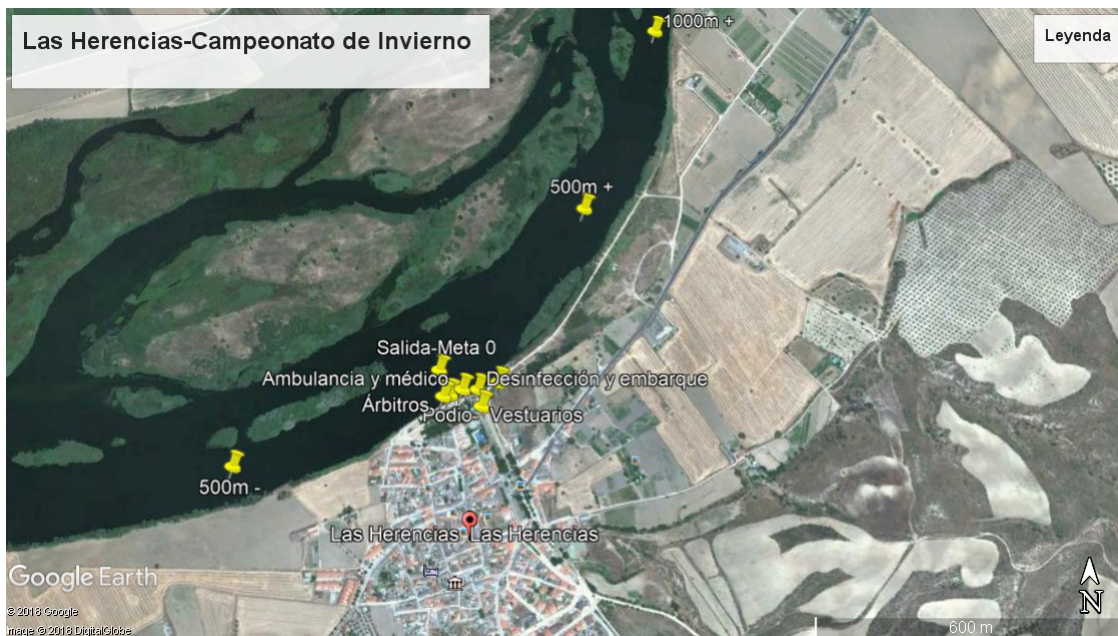 Las Herencias-Campeonato de Invierno
1000m +
Leyenda
500m +
Salida-Meta 0
Ambulancia y médico
Desinfección y embarque
Árbitros
Podio
Vestuarios
500m -
Las Herencias
Las Herencias
Google Earth
© 2018 Google
Image © 2018 DigitalGlobe
N
600 m